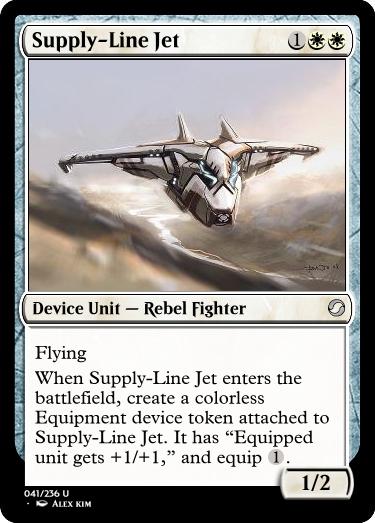 Supply-Line Jet 1
Device Unit — Rebel Fighter
Flying
When Supply-Line Jet enters the
battlefield, create a colorless
Equipment device token attached to
Supply-Line Jet. It has “Equipped
unit gets +1/+1,” and equip 1.
1/2
041/236 U
· ALEX KIM